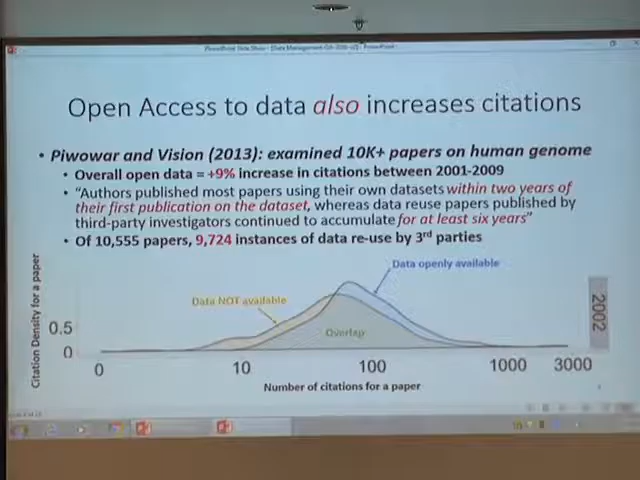 Open Access to data also increases citations
• Piwowar and Vision (2013): examined 10K+ papers on human genome
• Overall open data = +9% increase in citations between 2001-2009
• "Authors published most papers using their own datasets within two years of
their first publication on the dataset, whereas data reuse papers published by
third-party investigators continued to accumulate for at least six years"
• Of 10,555 papers, 9,724 instances of data re-use by 3rd parties
Data openly available
Data NOT available
Overlap
Citation Density for a paper
0.5
0
2002
0 10 100 1000 3000
Number of citations for a paper